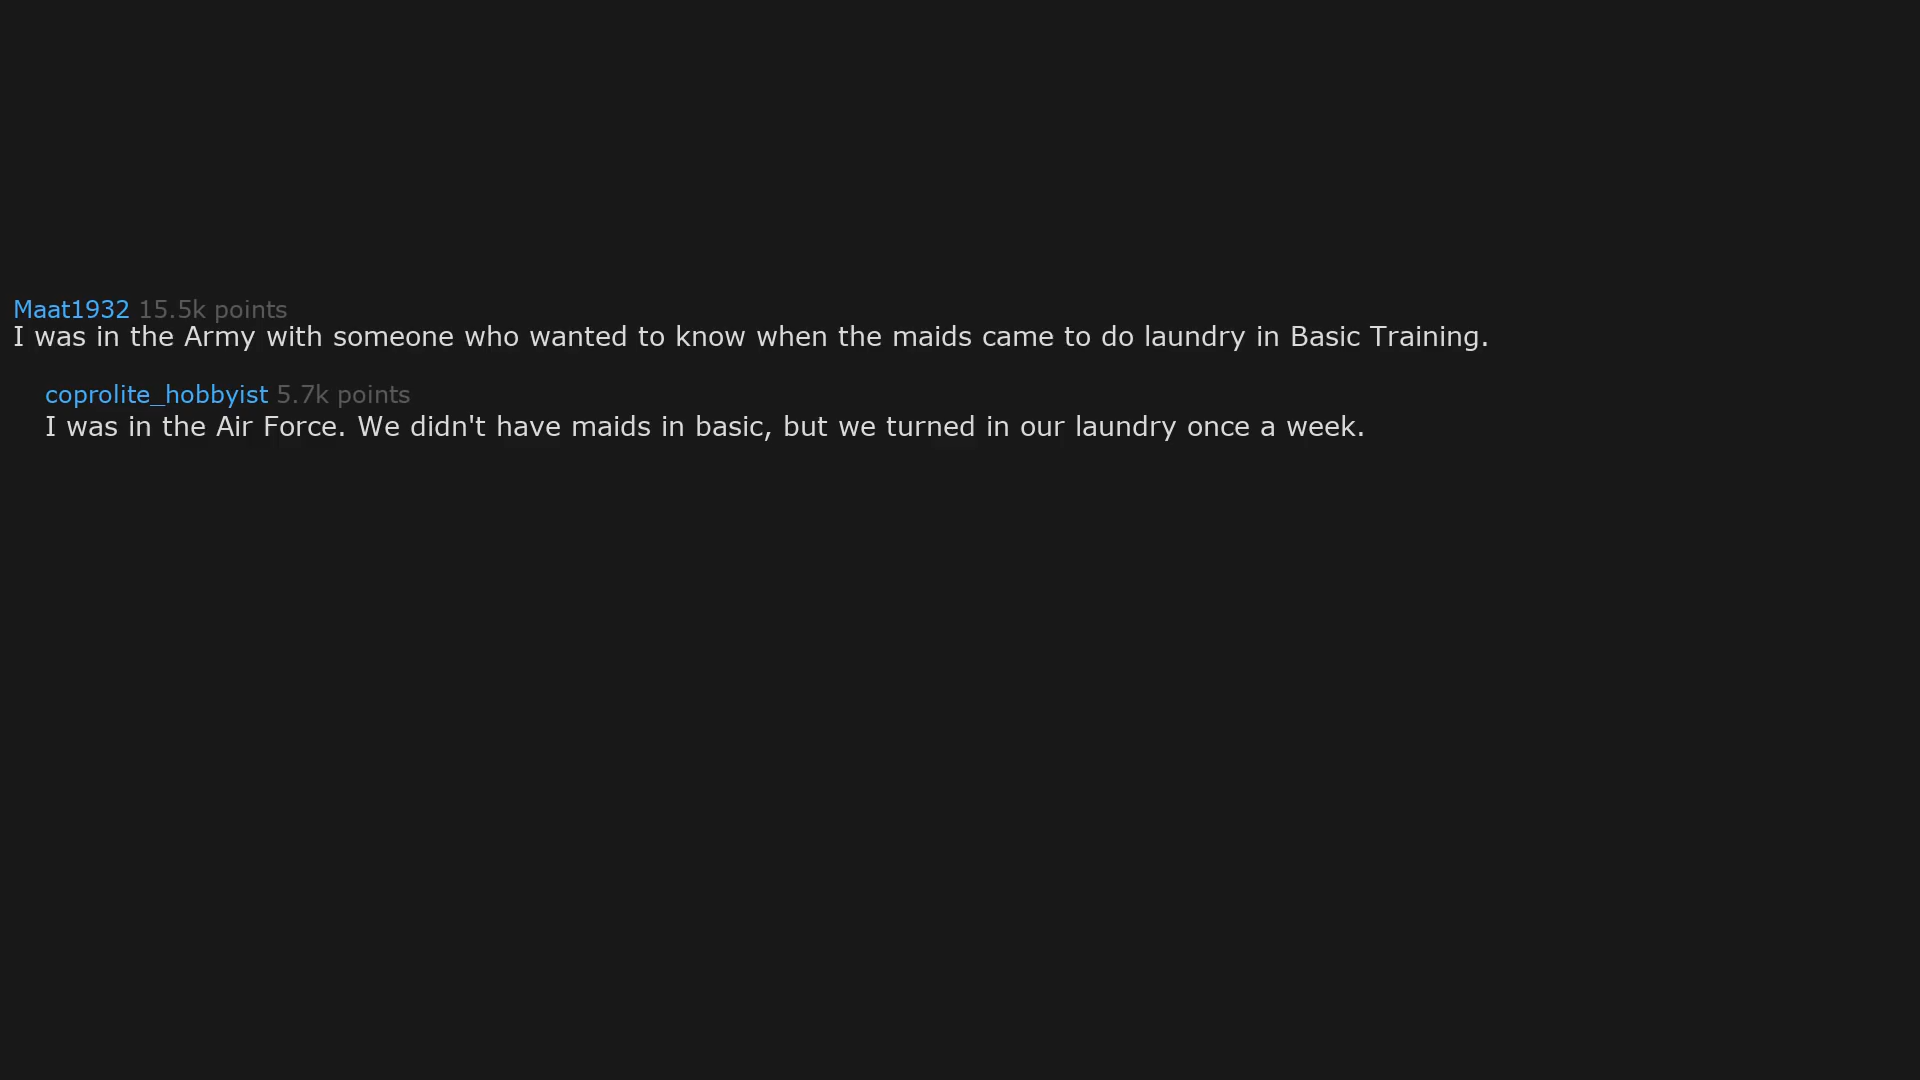 Maat1932 15.5k points
I was in the Army with someone who wanted to know when the maids came to do laundry in Basic Training.
coprolite_hobbyist 5.7k points
I was in the Air Force. We didn't have maids in basic, but we turned in our laundry once a week.